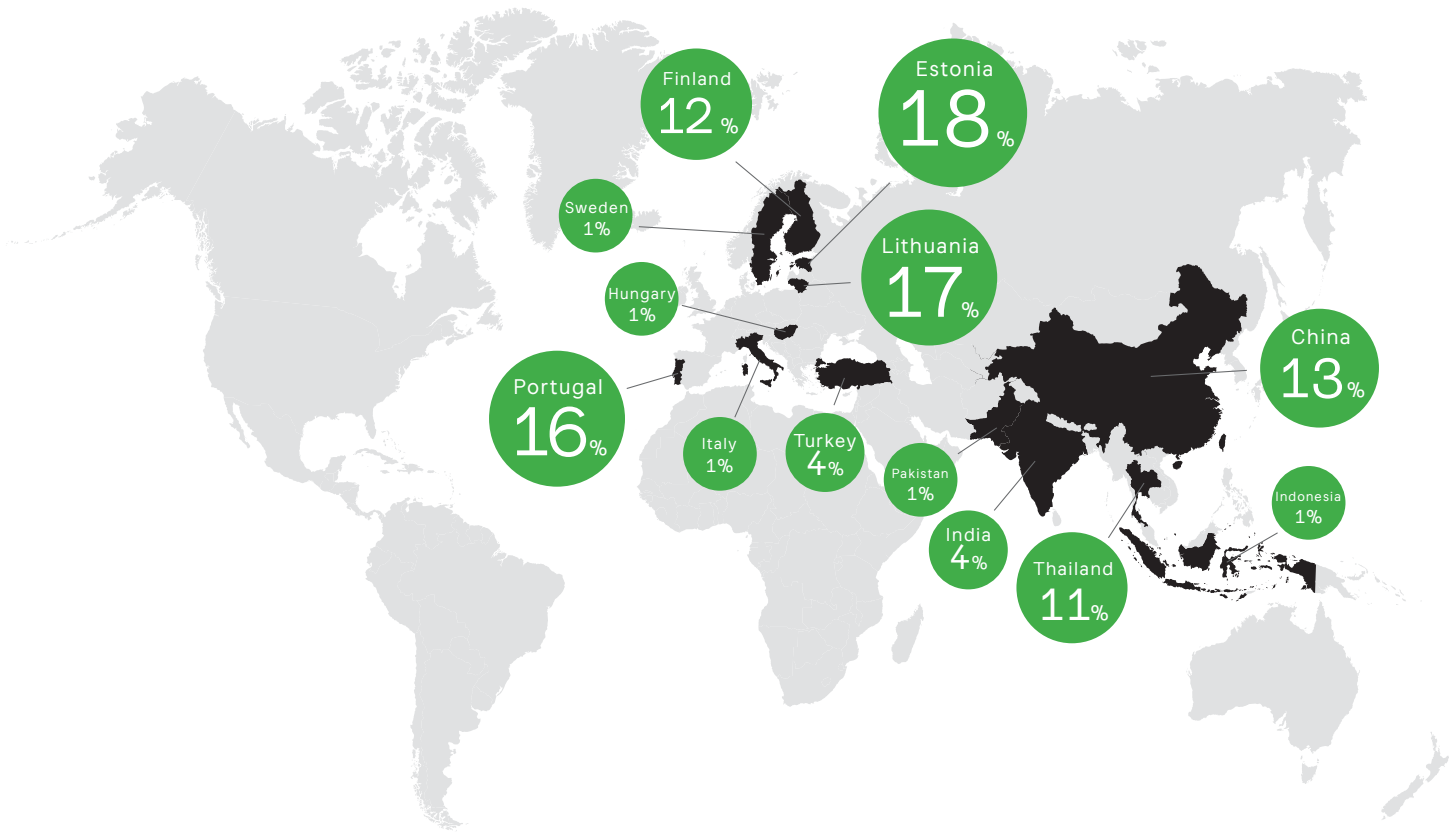 Finland
12 %
Estonia
18 %
Sweden
1%
Lithuania
17%
Hungary
1%
China
13%
Portugal
16%
Italy
1%
Turkey
4%
Pakistan
1%
Indonesia
1%
India
4%
Thailand
11%